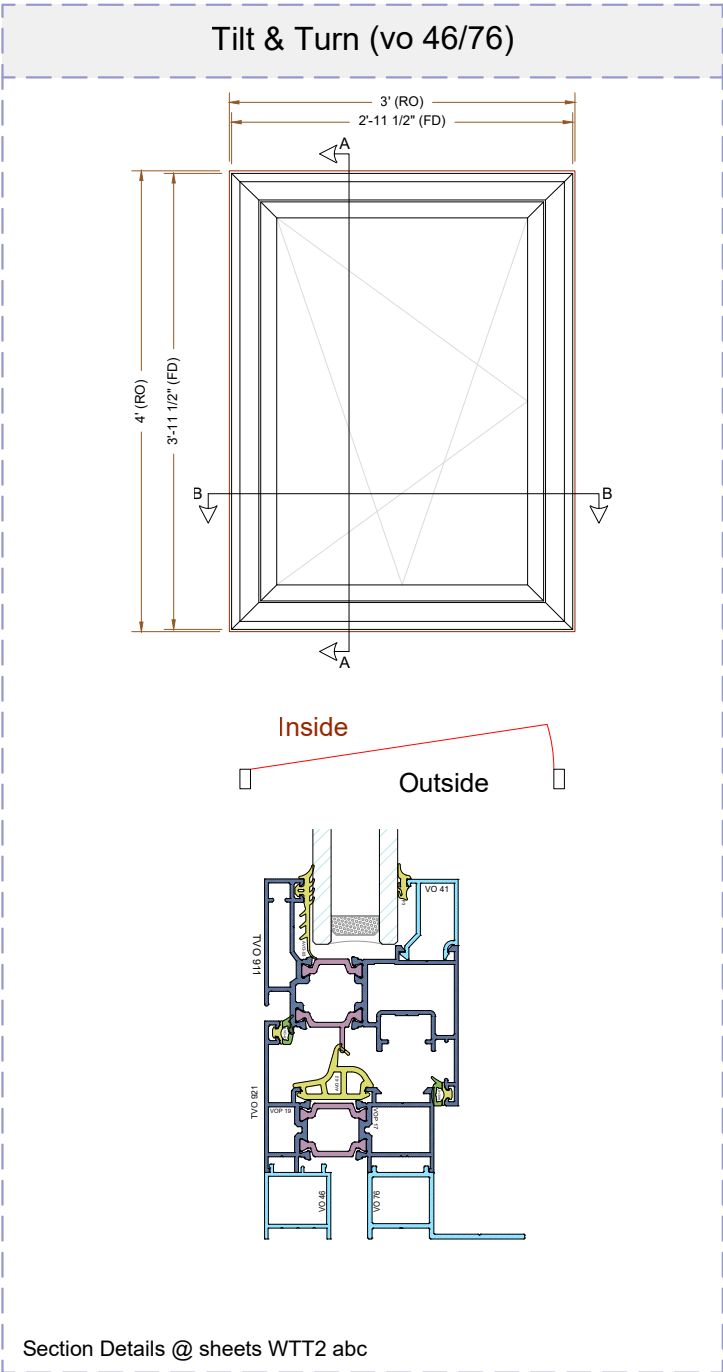 Tilt & Turn (vo 46/76)
3' (RO)
2'-11 1/2" (FD)
A
4' (RO)
3'-11 1/2" (FD)
B
B
A
Inside
Outside
VO 41
TVO 911
TVO 921
VOP 19
VOP 17
VO 46
VO 76
Section Details @ sheets WTT2 abc